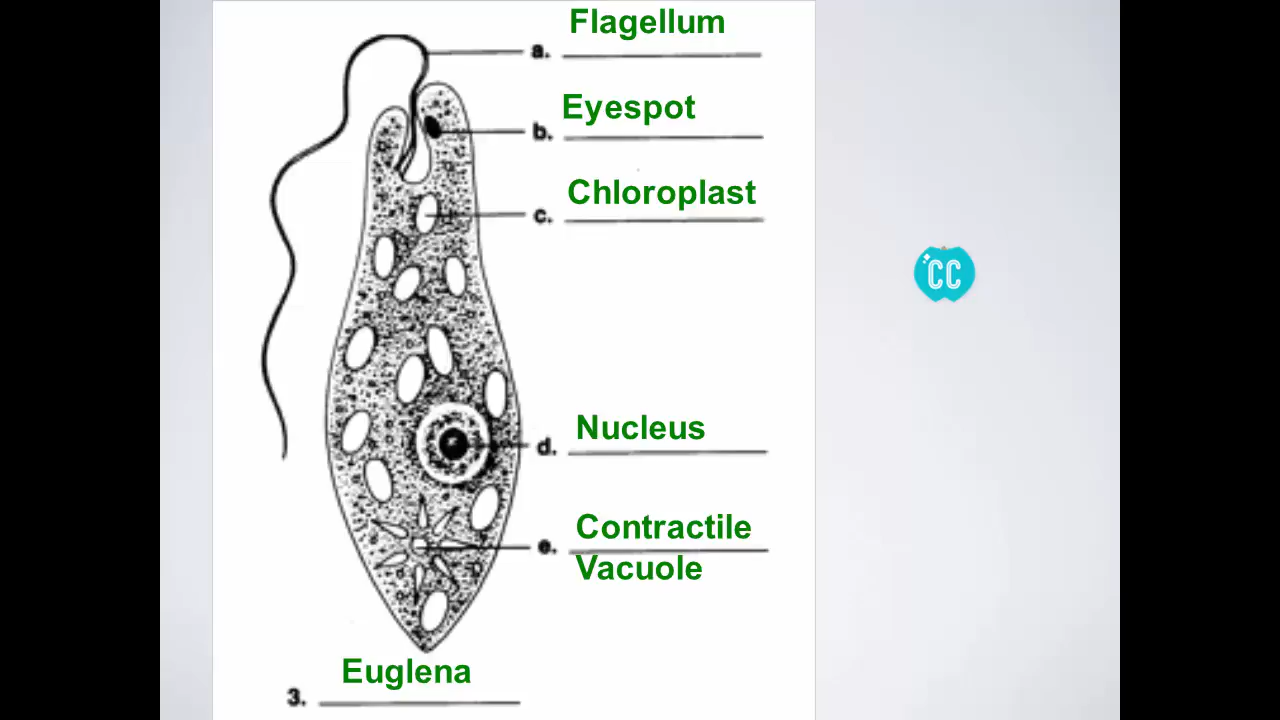 Flagellum
a.
Eyespot
b.
Chloroplast
c.
CC
Nucleus
d.
Contractile
e.
Vacuole
Euglena
3.